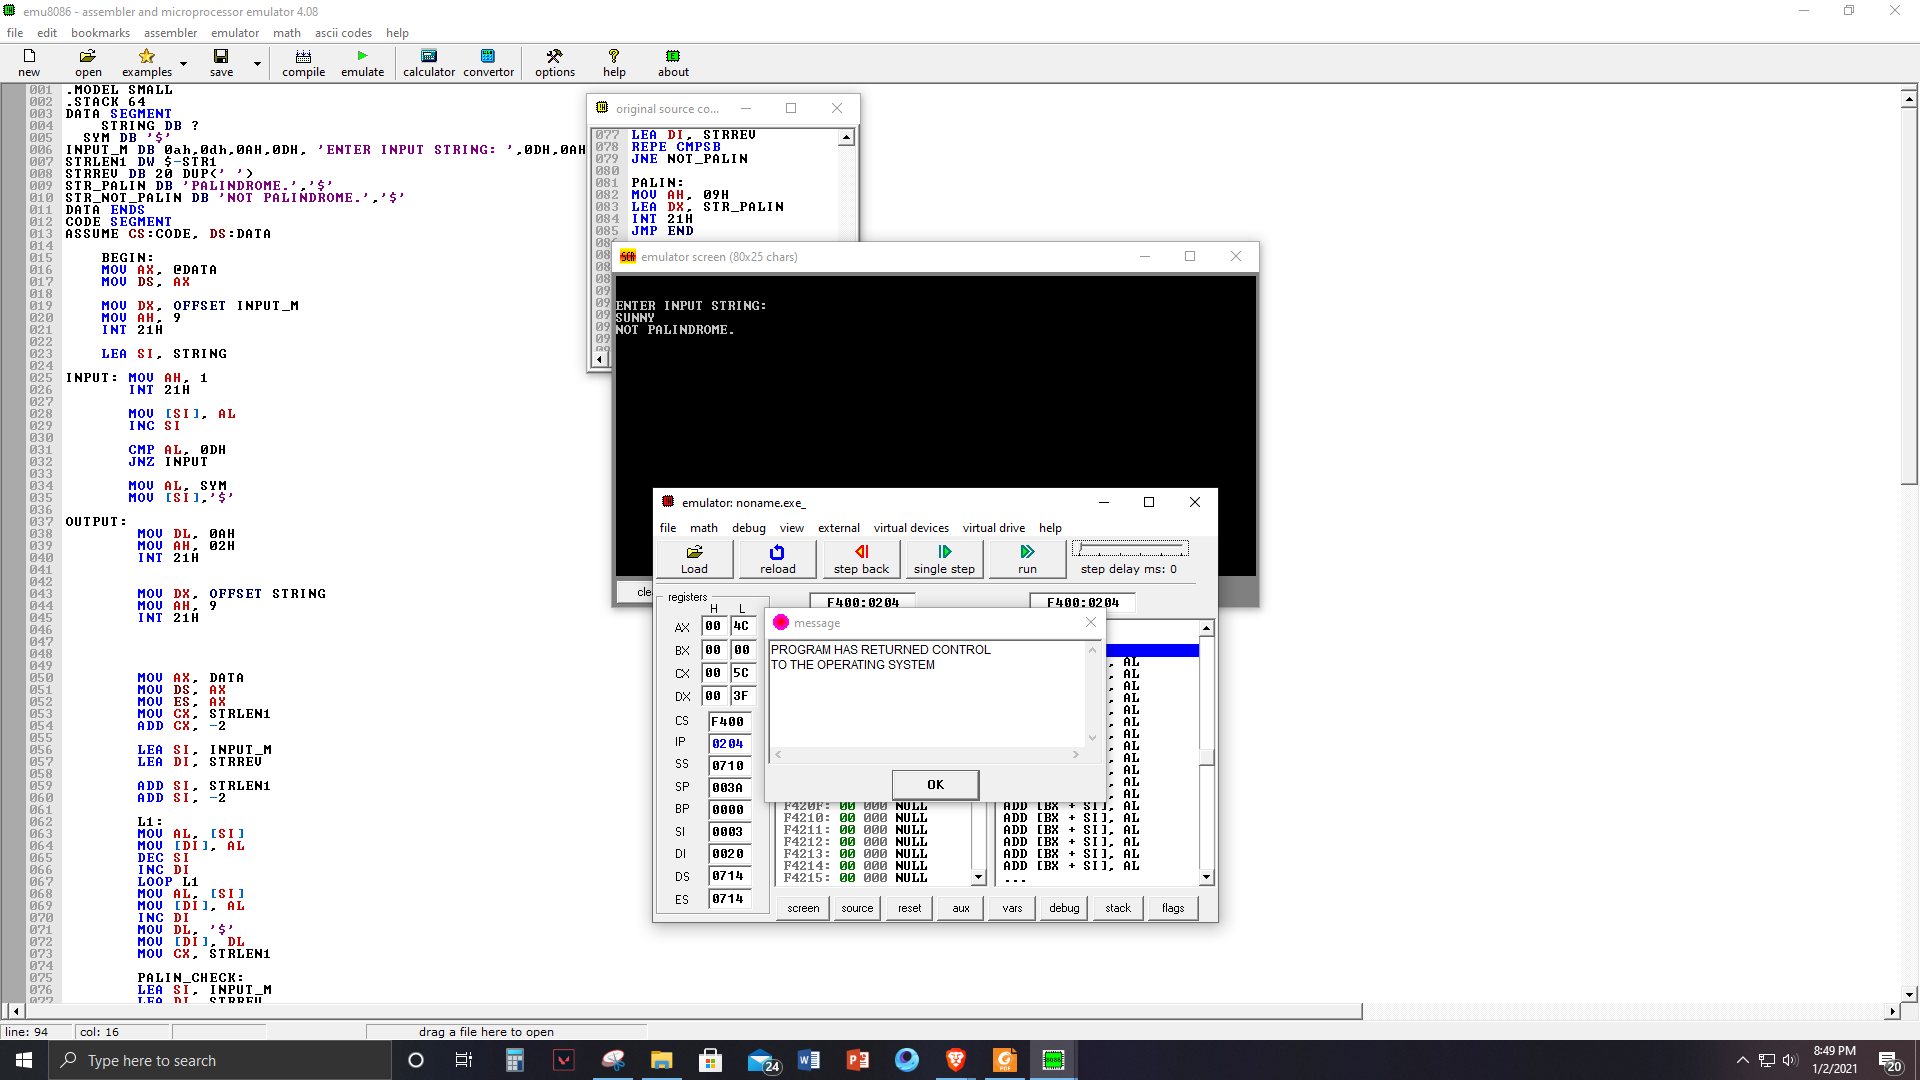 emu8086 - assembler and microprocessor emulator 4.08
file edit bookmarks assembler emulator math ascii codes help
new open examples save compile emulate calculator convertor options help about
001 .MODEL SMALL
002 .STACK 64
003 DATA SEGMENT
004 STRING DB ?
005 SYM DB '$'
006 INPUT_M DB 0ah,0dh,0AH,0DH, 'ENTER INPUT STRING: ',0DH,0AH
007 STRLEN1 DW $-STR1
008 STRREV DB 20 DUP(' ')
009 STR_PALIN DB 'PALINDROME.','$'
010 STR_NOT_PALIN DB 'NOT PALINDROME.','$'
011 DATA ENDS
012 CODE SEGMENT
013 ASSUME CS:CODE, DS:DATA
014
015 BEGIN:
016 MOV AX, @DATA
017 MOV DS, AX
018
019 MOV DX, OFFSET INPUT_M
020 MOV AH, 9
021 INT 21H
022
023 LEA SI, STRING
024
025 INPUT: MOV AH, 1
026 INT 21H
027
028 MOV [SI], AL
029 INC SI
030
031 CMP AL, 0DH
032 JNZ INPUT
033
034 MOV AL, SYM
035 MOV [SI],'$'
036
037 OUTPUT:
038 MOV DL, 0AH
039 MOV AH, 02H
040 INT 21H
041
042
043 MOV DX, OFFSET STRING
044 MOV AH, 9
045 INT 21H
046
047
048
049
050 MOV AX, DATA
051 MOV DS, AX
052 MOV ES, AX
053 MOV CX, STRLEN1
054 ADD CX, -2
055
056 LEA SI, INPUT_M
057 LEA DI, STRREV
058
059 ADD SI, STRLEN1
060 ADD SI, -2
061
062 L1:
063 MOV AL, [SI]
064 MOV [DI], AL
065 DEC SI
066 INC DI
067 LOOP L1
068 MOV AL, [SI]
069 MOV [DI], AL
070 INC DI
071 MOV DL, '$'
072 MOV [DI], DL
073 MOV CX, STRLEN1
074
075 PALIN_CHECK:
076 LEA SI, INPUT_M
077 LEA DI, STRREV
original source co...
077 LEA DI, STRREV
078 REPE CMPSB
079 JNE NOT_PALIN
080
081 PALIN:
082 MOV AH, 09H
083 LEA DX, STR_PALIN
084 INT 21H
085 JMP END
SCR emulator screen (80x25 chars)
ENTER INPUT STRING:
SUNNY
NOT PALINDROME.
cle
emulator: noname.exe_
file math debug view external virtual devices virtual drive help
Load reload step back single step run step delay ms: 0
registers
H L
F400:0204 F400:0204
AX 00 4C
BX 00 00
CX 00 5C
DX 00 3F
CS F400
IP 0204
SS 0710
SP 003A
BP 0000
SI 0003
DI 0020
DS 0714
ES 0714
message
PROGRAM HAS RETURNED CONTROL
TO THE OPERATING SYSTEM
OK
, AL
, AL
, AL
, AL
, AL
, AL
, AL
, AL
, AL
, AL
, AL
, AL
F420F: 00 000 NULL ADD [BX + SI], AL
F4210: 00 000 NULL ADD [BX + SI], AL
F4211: 00 000 NULL ADD [BX + SI], AL
F4212: 00 000 NULL ADD [BX + SI], AL
F4213: 00 000 NULL ADD [BX + SI], AL
F4214: 00 000 NULL ADD [BX + SI], AL
F4215: 00 000 NULL ...
screen source reset aux vars debug stack flags
line: 94 col: 16 drag a file here to open
Type here to search
24
8:49 PM
1/2/2021
20